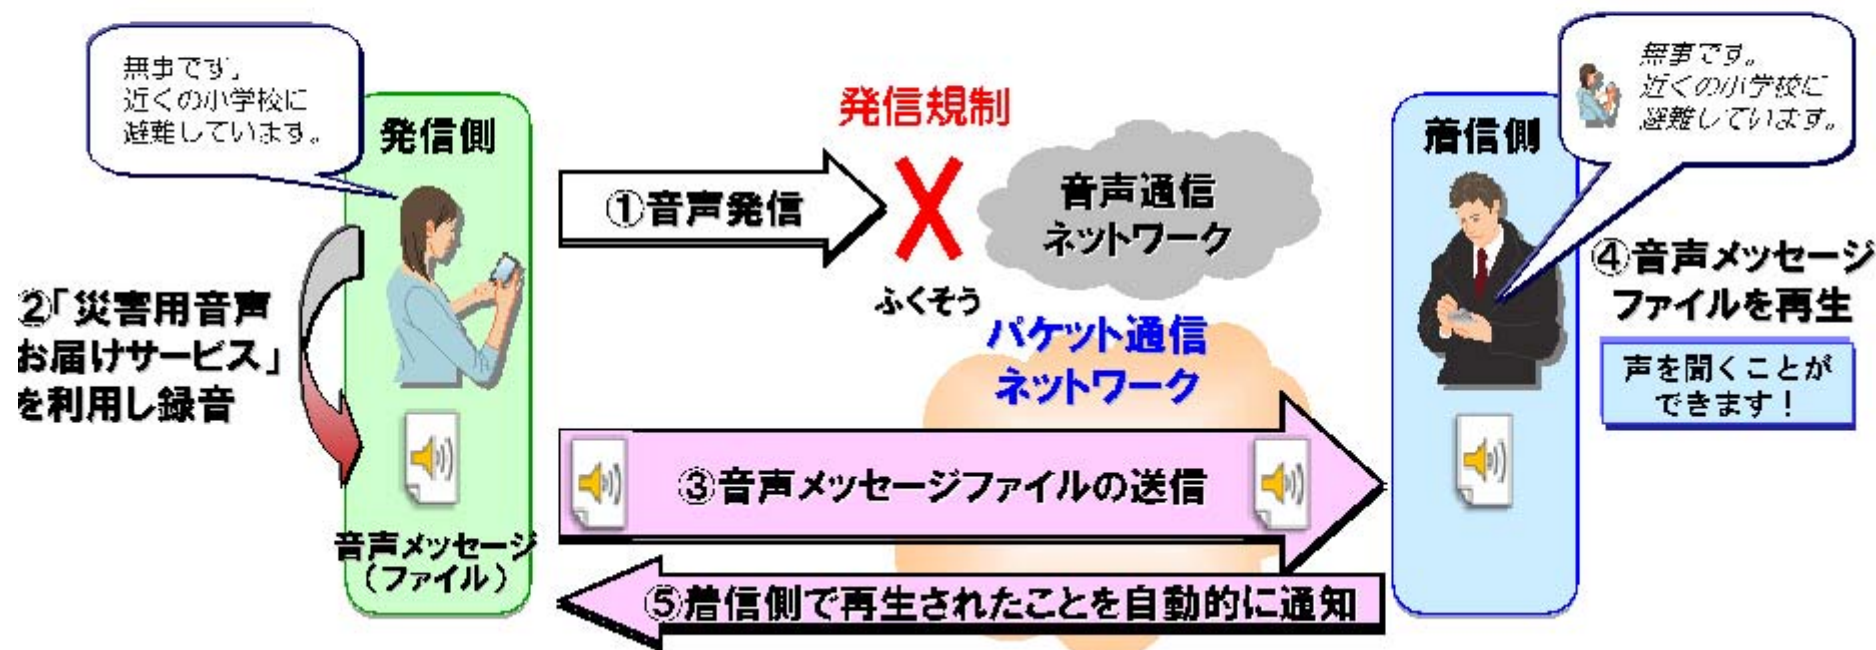 無事です。
近くの小学校に
避難しています。
発信側
②「災害用音声
お届けサービス」
を利用し録音
音声メッセージ
（ファイル）
①音声発信
発信規制
ふくそう
音声通信
ネットワーク
パケット通信
ネットワーク
③音声メッセージファイルの送信
⑤着信側で再生されたことを自動的に通知
着信側
無事です。
近くの小学校に
避難しています。
④音声メッセージ
ファイルを再生
声を聞くことが
できます！